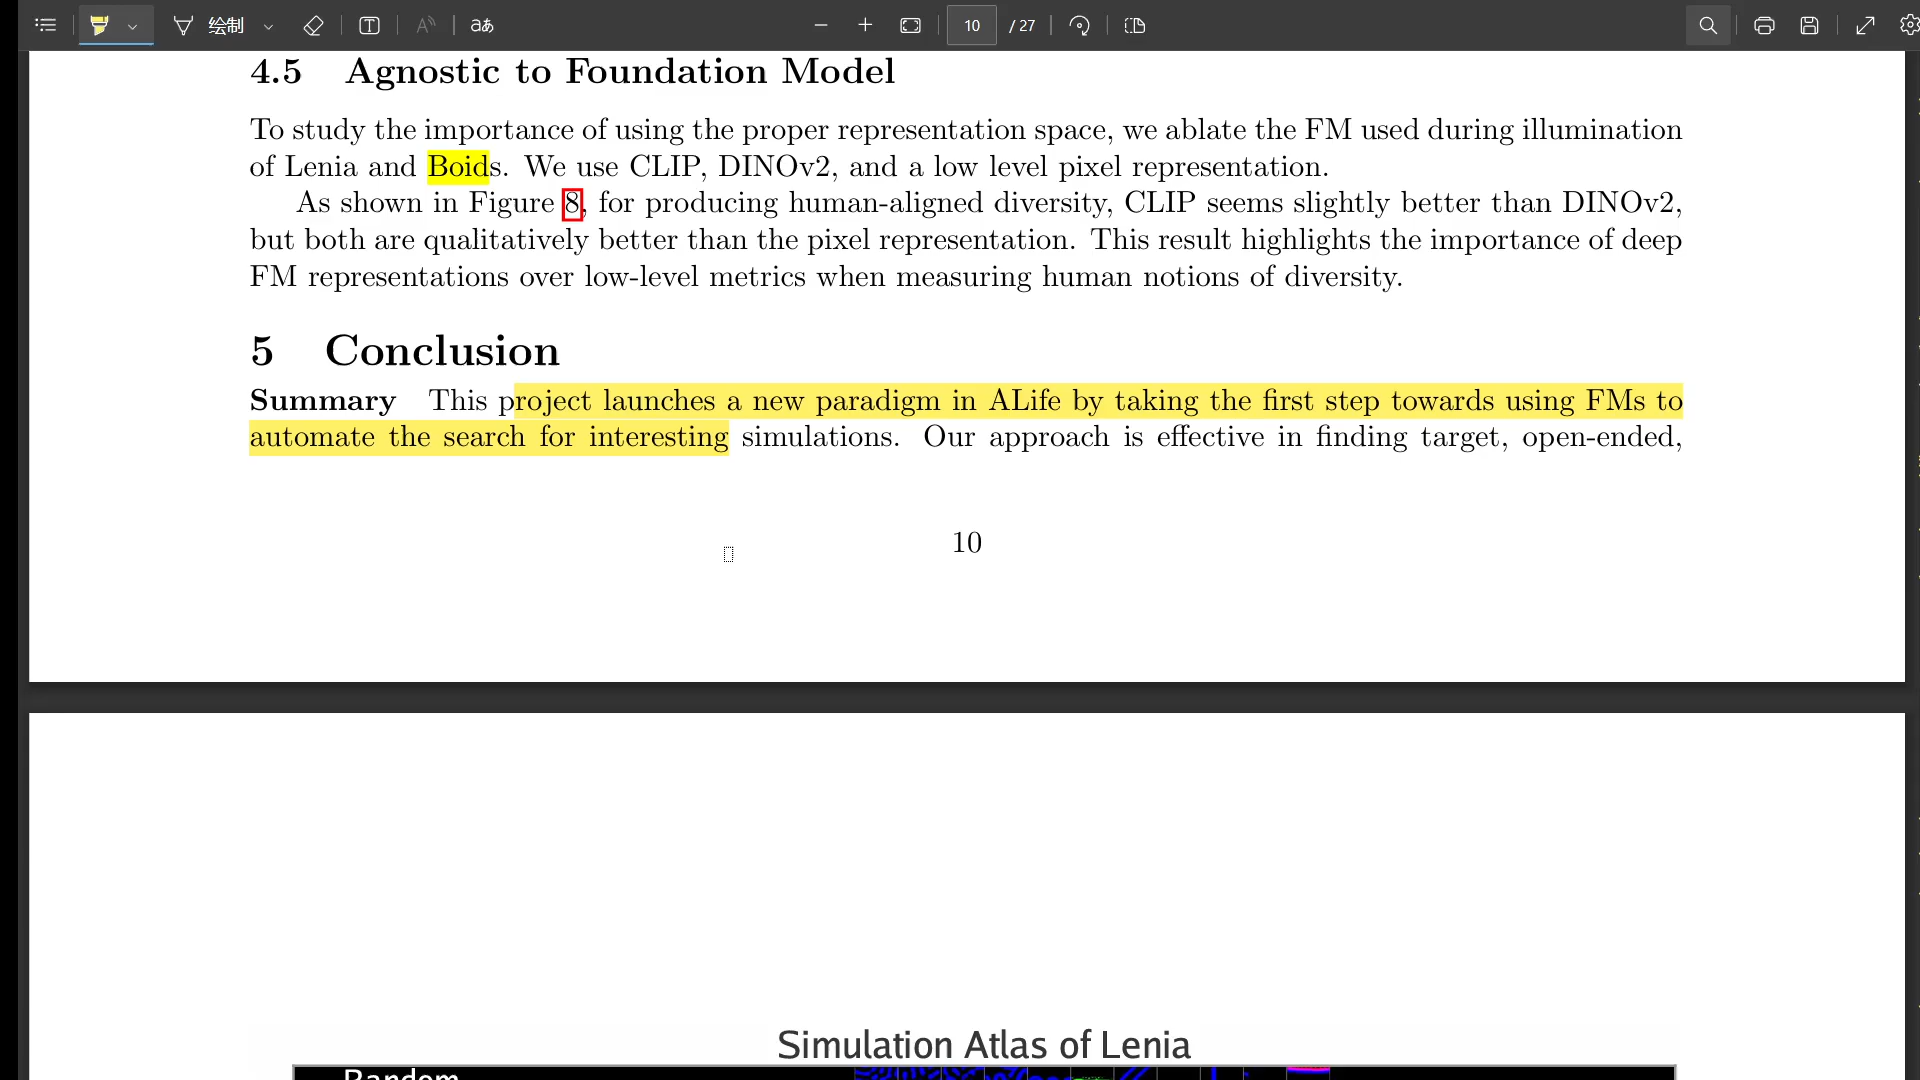 绘制
aあ
10 / 27
4.5 Agnostic to Foundation Model
To study the importance of using the proper representation space, we ablate the FM used during illumination
of Lenia and Boids. We use CLIP, DINOv2, and a low level pixel representation.
As shown in Figure 8, for producing human-aligned diversity, CLIP seems slightly better than DINOv2,
but both are qualitatively better than the pixel representation. This result highlights the importance of deep
FM representations over low-level metrics when measuring human notions of diversity.
5 Conclusion
Summary This project launches a new paradigm in ALife by taking the first step towards using FMs to
automate the search for interesting simulations. Our approach is effective in finding target, open-ended,
10
Simulation Atlas of Lenia
Random